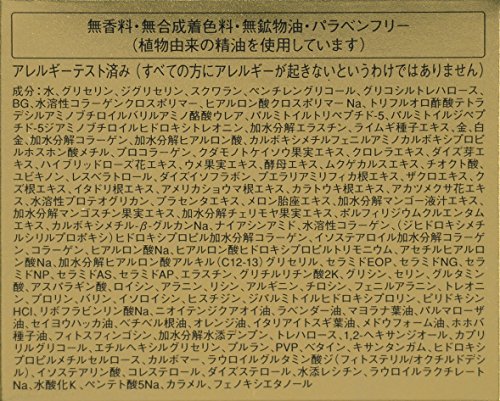 無香料・無合成着色料・無鉱物油・パラベンフリー
(植物由来の精油を使用しています)
アレルギーテスト済み (すべての方にアレルギーが起きないというわけではありません)
成分：水、グリセリン、ジグリセリン、スクワラン、ペンチレングリコール、グリコシルトレハロース、
BG、水溶性コラーゲンクロスポリマー、ヒアルロン酸クロスポリマーNa、トリフルオロ酢酸テトラ
デシルアミノブチロイルバリルアミノ酪酸ウレア、パルミトイルトリペプチド-5、パルミトイルジペプ
チド-5ジアミノブチロイルヒドロキシトレオニン、加水分解エラスチン、ライムギ種子エキス、金、白
金、加水分解コラーゲン、加水分解ヒアルロン酸、カルボキシメチルフェニルアミノカルボキシプロピ
ルホスホン酸メチル、プロコラーゲン、クダモノトケイソウ果実エキス、クロレラエキス、ダイズ芽エ
キス、ハイブリッドローズ花エキス、ウメ果実エキス、酵母エキス、ムクゲカルスエキス、チオクト酸、
ユビキノン、レスベラトロール、ダイズイソフラボン、プエラリアミリフィカ根エキス、ザクロエキス、ク
ズ根エキス、イタドリ根エキス、アメリカショウマ根エキス、カラトウキ根エキス、アカツメクサ花エキ
ス、水溶性プロテオグリカン、プラセンタエキス、メロン胎座エキス、加水分解マンゴー液汁エキス、
加水分解マンゴスチン果実エキス、加水分解チェリモヤ果実エキス、ポルフィリジウムクルエンタム
エキス、カルボキシメチル-β-グルカンNa、ナイアシンアミド、水溶性コラーゲン、(ジヒドロキシメ
チルシリルプロポキシ)ヒドロキシプロピル加水分解コラーゲン、イソステアロイル加水分解コラーゲ
ン、コラーゲン、ヒアルロン酸Na、ヒアルロン酸ヒドロキシプロピルトリモニウム、アセチルヒアルロ
ン酸Na、加水分解ヒアルロン酸アルキル(C12-13)グリセリル、セラミドEOP、セラミドNG、セ
ラミドNP、セラミドAS、セラミドAP、エラスチン、グリチルリチン酸2K、グリシン、セリン、グルタミン
酸、アスパラギン酸、ロイシン、アラニン、リシン、アルギニン、チロシン、フェニルアラニン、トレオニ
ン、プロリン、バリン、イソロイシン、ヒスチジン、ジパルミトイルヒドロキシプロリン、ピリドキシン
HCl、リボフラビンリン酸Na、ニオイテンジクアオイ油、ラベンダー油、マヨラナ葉油、パルマローザ油、
セイヨウハッカ油、ベチベル根油、オレンジ油、イタリアイトスギ葉油、メドウフォーム油、ホホバ
種子油、フィトスフィンゴシン、加水分解水添デンプン、トレハロース、1,2-ヘキサンジオール、カプリ
ルグリコール、エチルヘキシルグリセリン、プルラン、PVP、ベタイン、キサンタンガム、ヒドロキシ
プロピルメチルセルロース、カルボマー、ラウロイルグルタミン酸ジ(フィトステリル/オクチルドデシ
ル)、イソステアリン酸、コレステロール、ダイズステロール、水添レシチン、ラウロイルラクチレート
Na、水酸化K、ペンテト酸5Na、カラメル、フェノキシエタノール